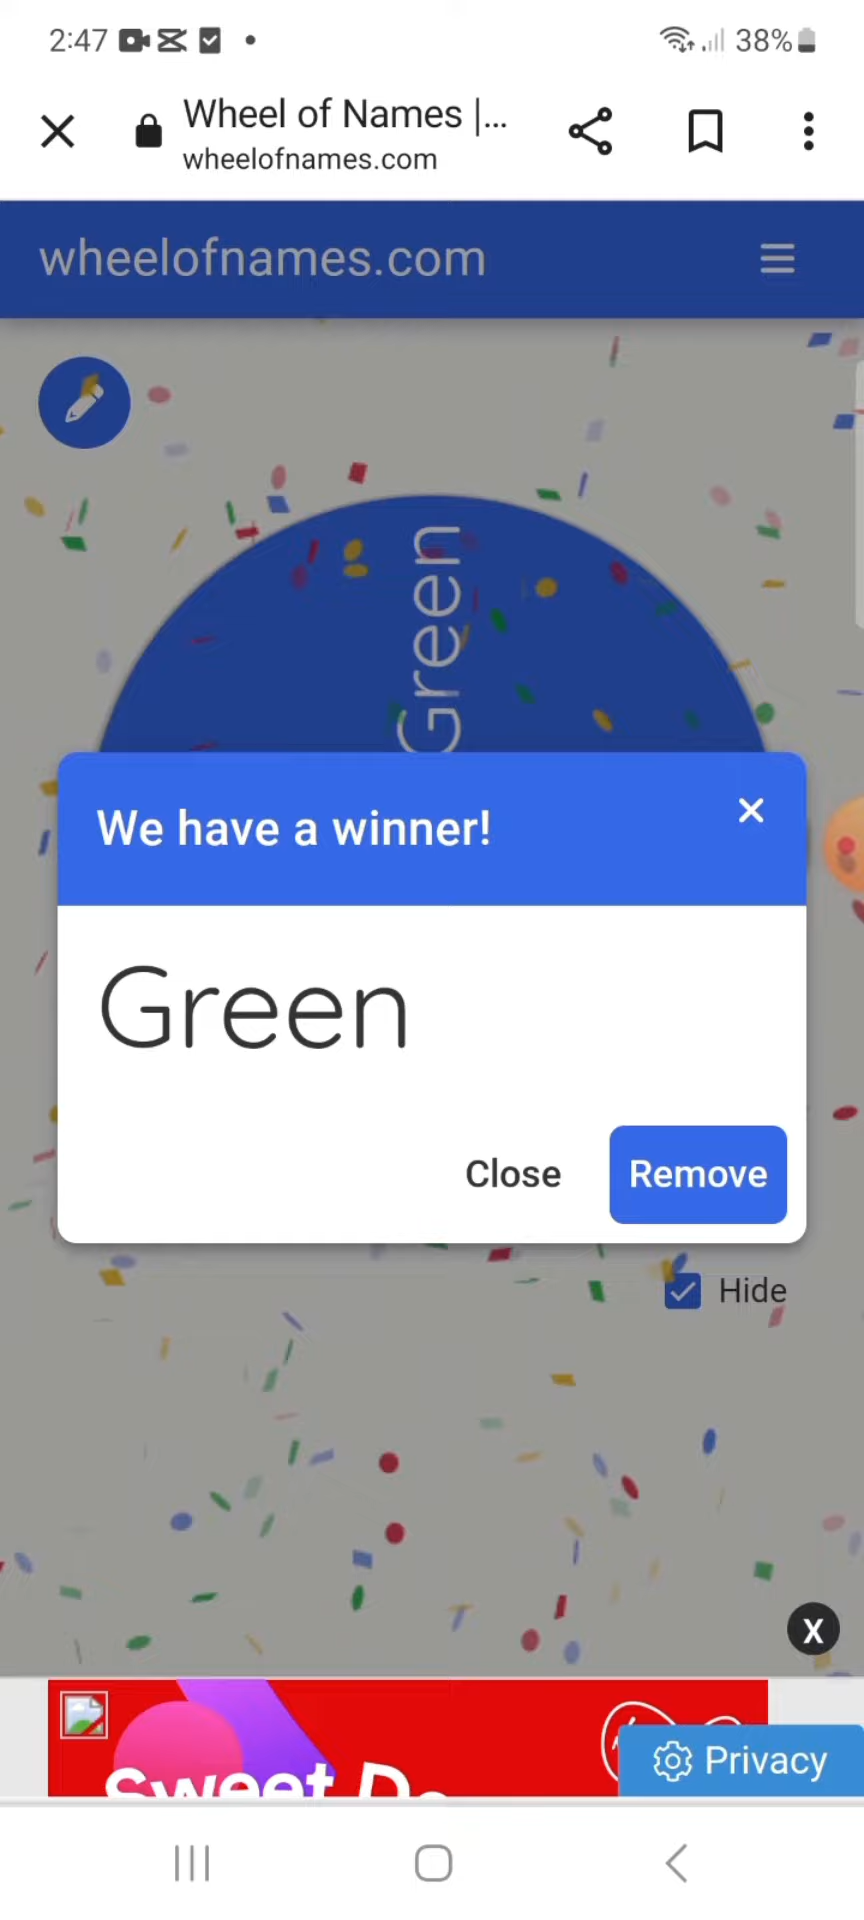 2:47
38%
Wheel of Names |...
wheelofnames.com
wheelofnames.com
Green
We have a winner!
Green
Close
Remove
Hide
X
Sweet
Privacy